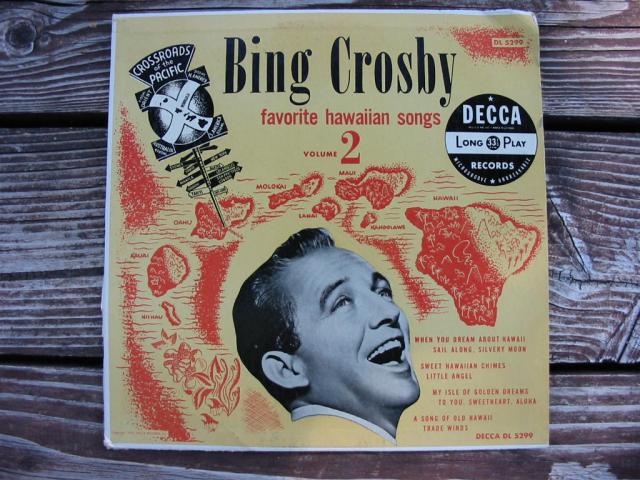 DL 5299
CROSSROADS
of the
PACIFIC
Bing Crosby
favorite hawaiian songs
VOLUME 2
DECCA
LONG 33⅓ PLAY
RECORDS
MICROGROOVE ★ UNBREAKABLE
MAUI
MOLOKAI
LANAI
KAHOOLAWE
HAWAII
OAHU
KAUAI
NIIHAU
WHEN YOU DREAM ABOUT HAWAII
SAIL ALONG, SILVERY MOON
SWEET HAWAIIAN CHIMES
LITTLE ANGEL
MY ISLE OF GOLDEN DREAMS
TO YOU, SWEETHEART, ALOHA
A SONG OF OLD HAWAII
TRADE WINDS
DECCA DL 5299